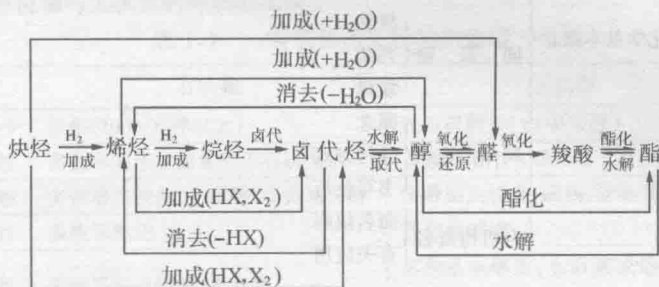 加成(+H₂O)
加成(+H₂O)
消去(−H₂O)
炔烃 H₂ 加成 烯烃 H₂ 加成 烷烃 卤代 卤代烃 水解 取代 醇 氧化 还原 醛 氧化 羧酸 酯化 水解 酯
加成(HX,X₂)
酯化
消去(−HX)
水解
加成(HX,X₂)